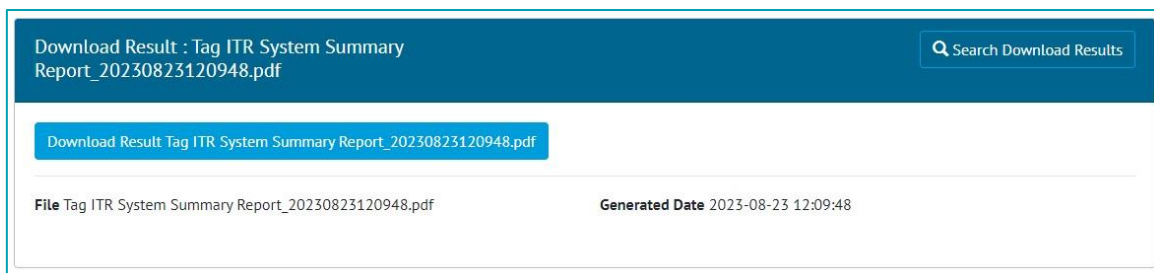 Download Result : Tag ITR System Summary
Report_20230823120948.pdf
Search Download Results
Download Result Tag ITR System Summary Report_20230823120948.pdf
File Tag ITR System Summary Report_20230823120948.pdf
Generated Date 2023-08-23 12:09:48